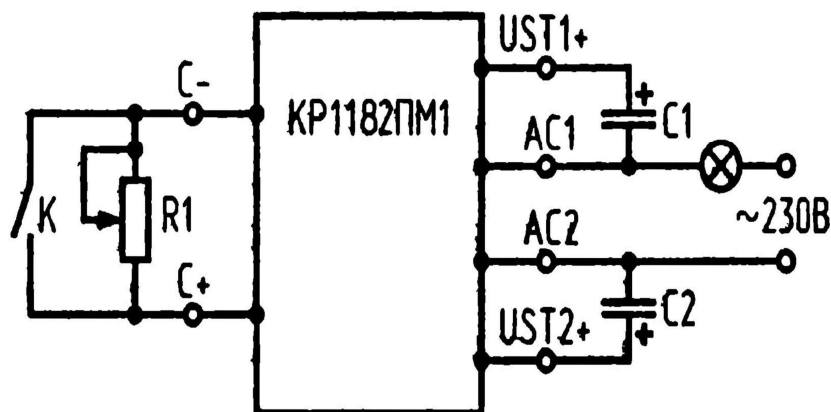 UST1+
C-
КР1182ПМ1
C1
AC1
K
R1
~230В
AC2
C+
C2
UST2+